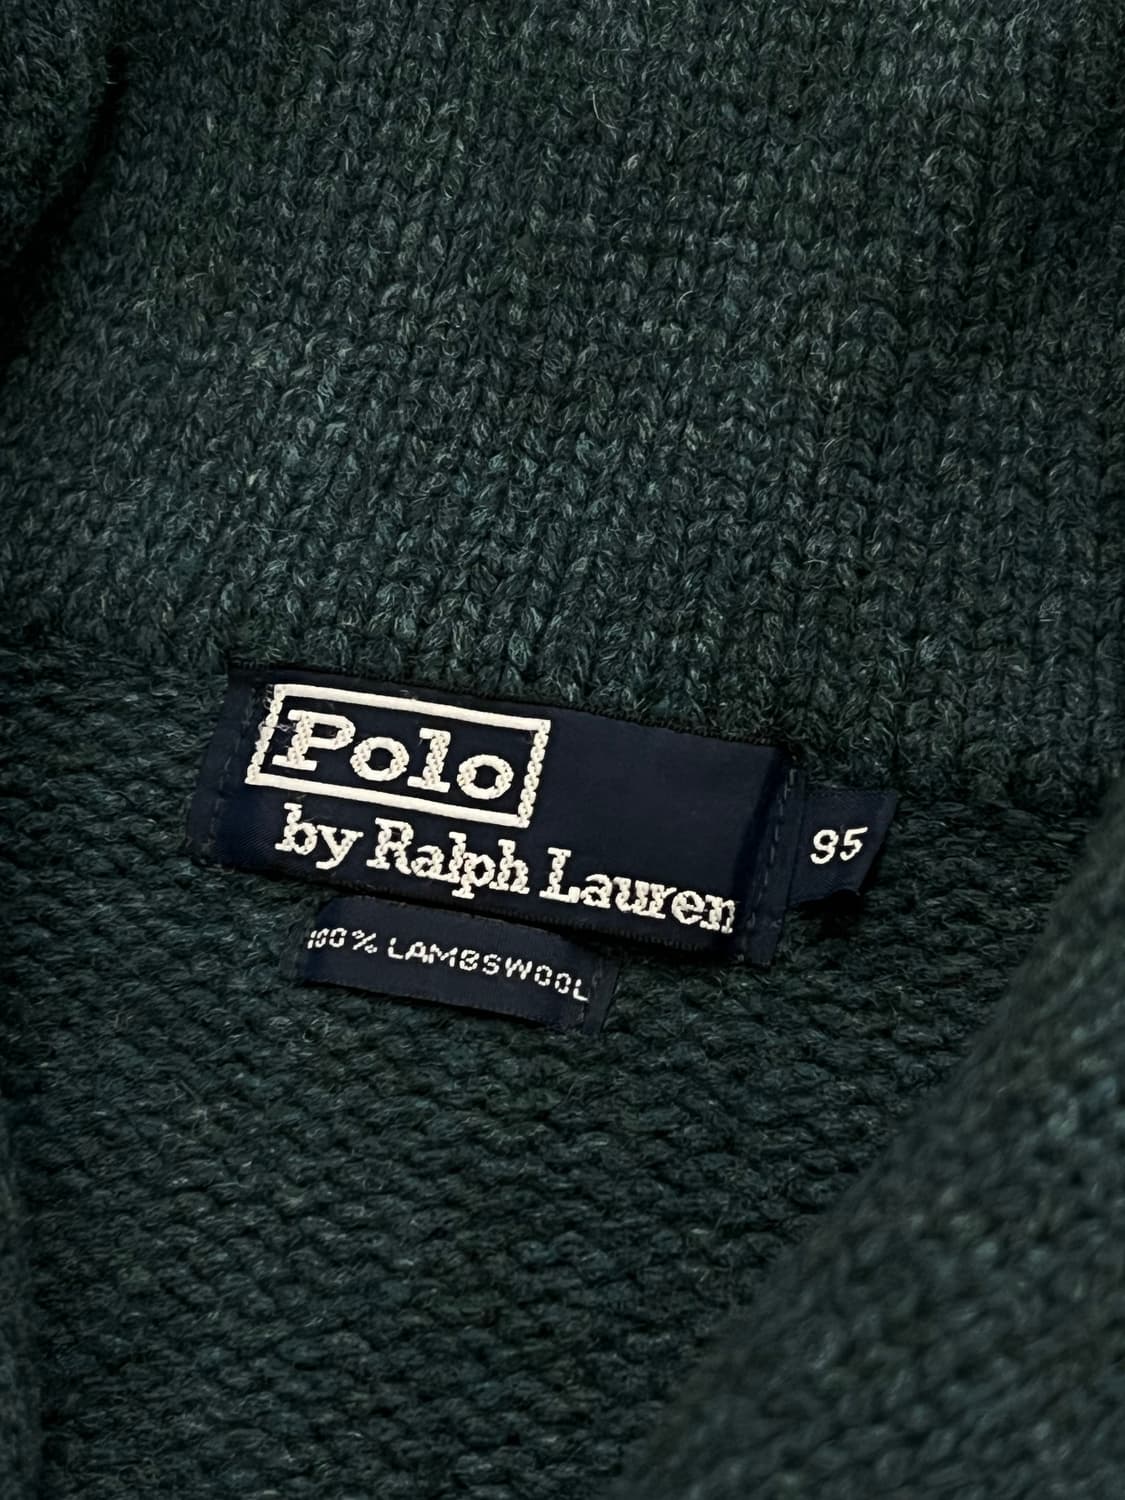 Polo
by Ralph Lauren
95
100% LAMBSWOOL